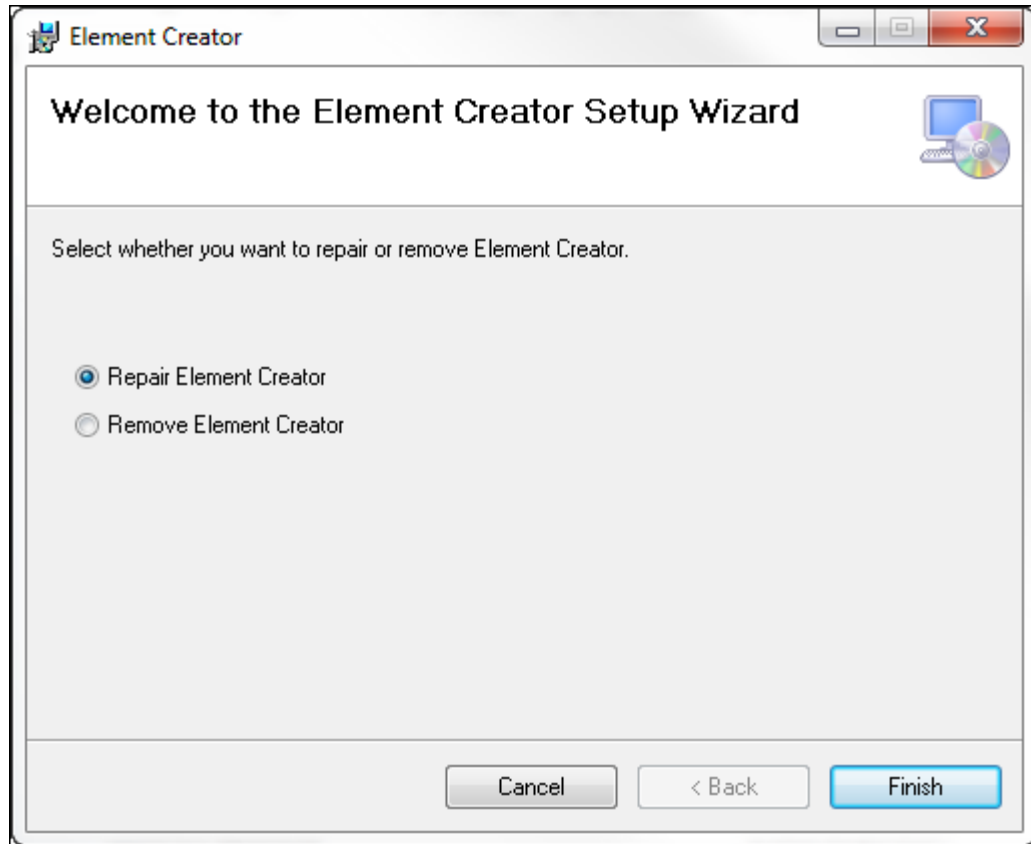 Element Creator
Welcome to the Element Creator Setup Wizard
Select whether you want to repair or remove Element Creator.
Repair Element Creator
Remove Element Creator
Cancel
< Back
Finish